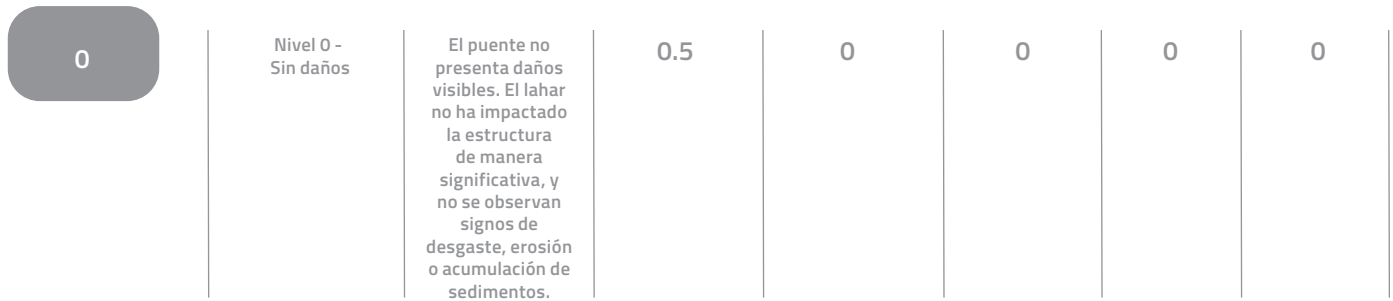 0
Nivel 0 -
Sin daños
El puente no
presenta daños
visibles. El lahar
no ha impactado
la estructura
de manera
significativa, y
no se observan
signos de
desgaste, erosión
o acumulación de
sedimentos.
0.5
0
0
0
0